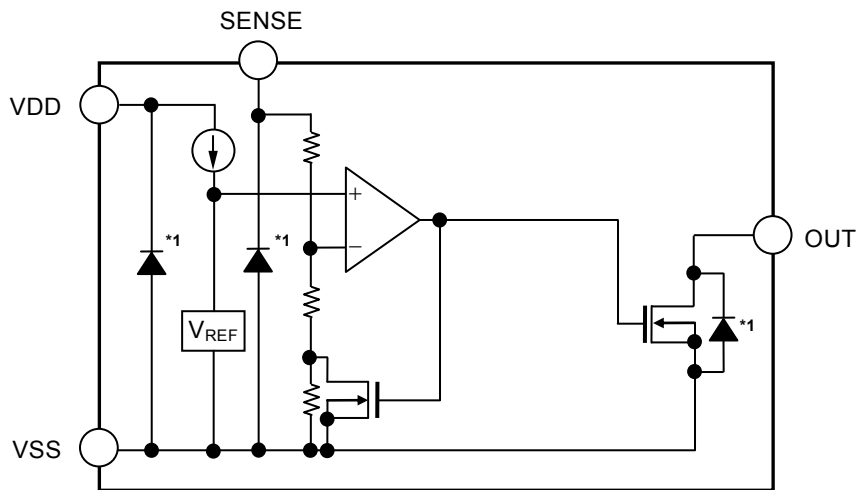 SENSE
VDD
*1
*1
+
−
OUT
*1
VREF
VSS